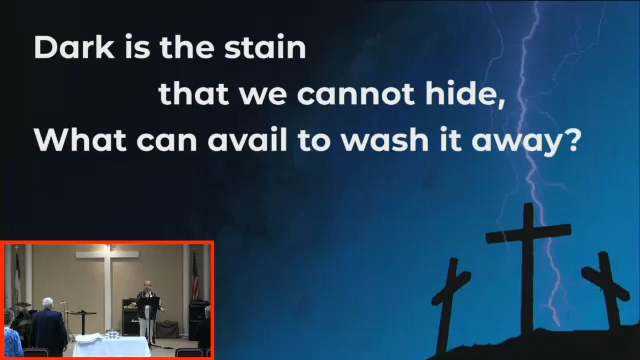 Dark is the stain
that we cannot hide,
What can avail to wash it away?